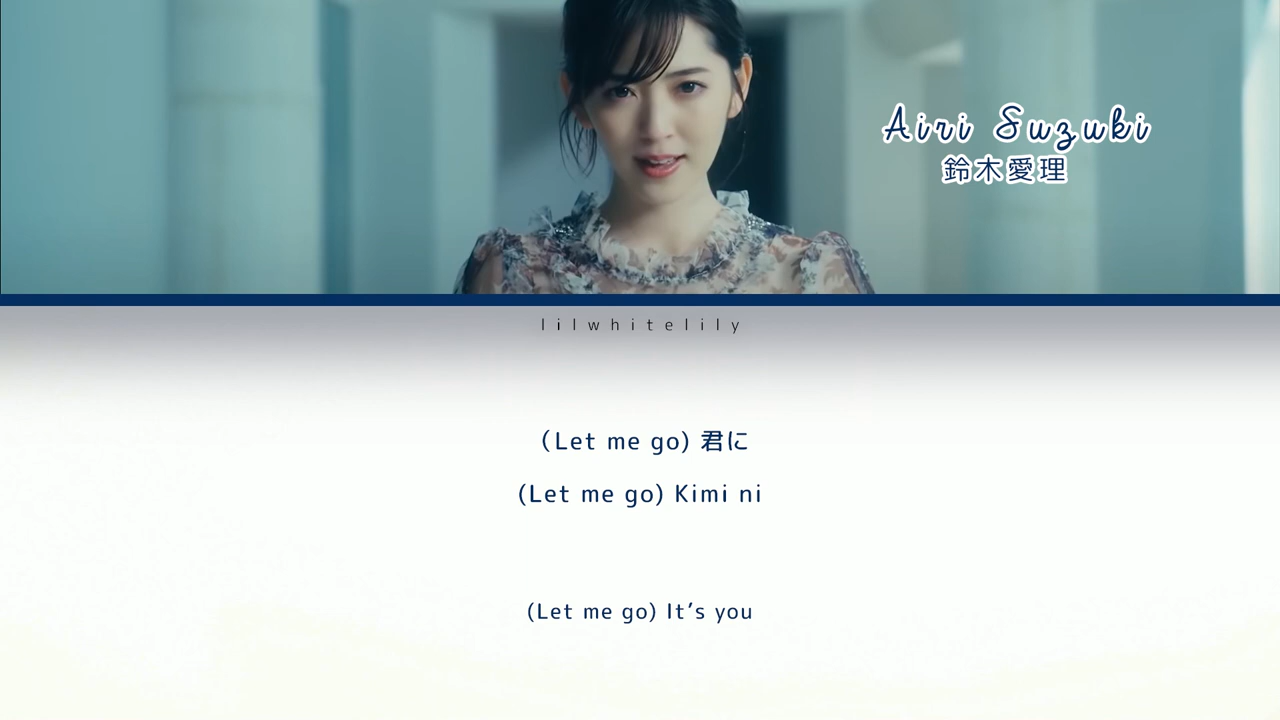 Airi Suzuki
鈴木愛理
lilwhitelily
(Let me go) 君に
(Let me go) Kimi ni
(Let me go) It's you